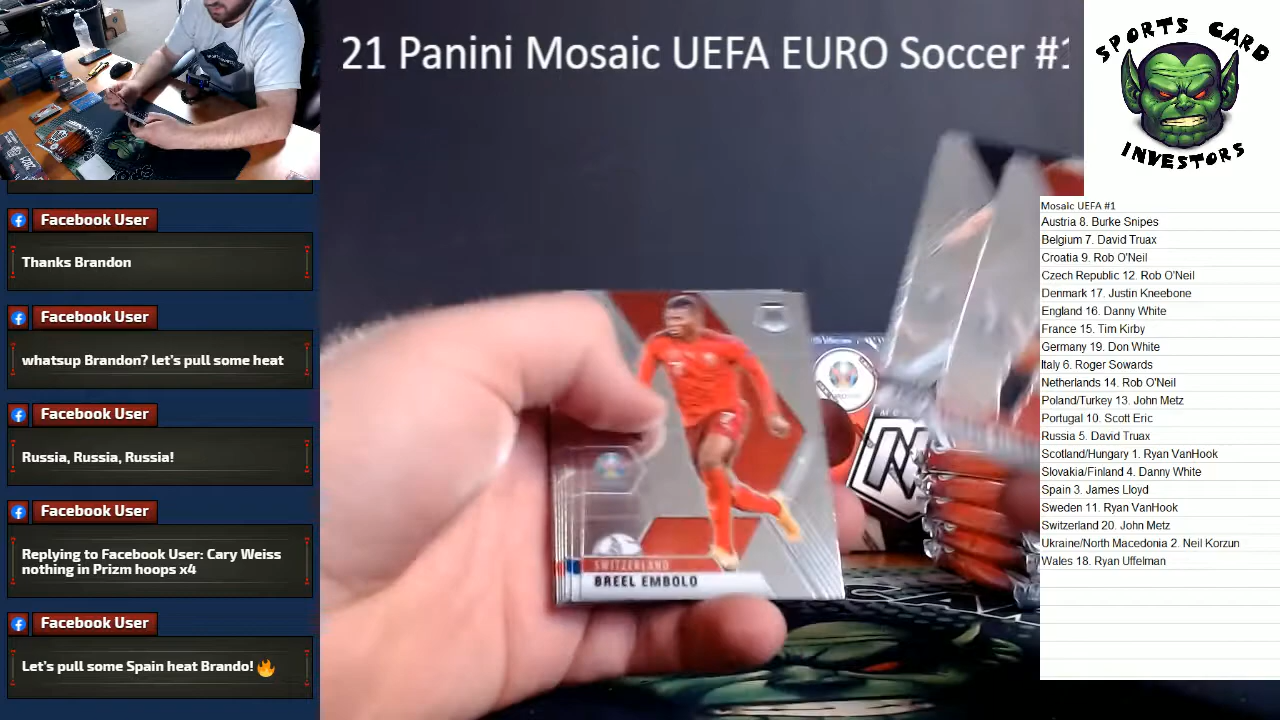 21 Panini Mosaic UEFA EURO Soccer #1
SPORTS CARD
INVESTORS
Facebook User
Thanks Brandon
Facebook User
whatsup Brandon? let's pull some heat
Facebook User
Russia, Russia, Russia!
Facebook User
Replying to Facebook User: Cary Weiss
nothing in Prizm hoops x4
Facebook User
Let's pull some Spain heat Brando! 🔥
SWITZERLAND
BREEL EMBOLO
Mosaic UEFA #1
Austria 8. Burke Snipes
Belgium 7. David Truax
Croatia 9. Rob O'Neil
Czech Republic 12. Rob O'Neil
Denmark 17. Justin Kneebone
England 16. Danny White
France 15. Tim Kirby
Germany 19. Don White
Italy 6. Roger Sowards
Netherlands 14. Rob O'Neil
Poland/Turkey 13. John Metz
Portugal 10. Scott Eric
Russia 5. David Truax
Scotland/Hungary 1. Ryan VanHook
Slovakia/Finland 4. Danny White
Spain 3. James Lloyd
Sweden 11. Ryan VanHook
Switzerland 20. John Metz
Ukraine/North Macedonia 2. Neil Korzun
Wales 18. Ryan Uffelman